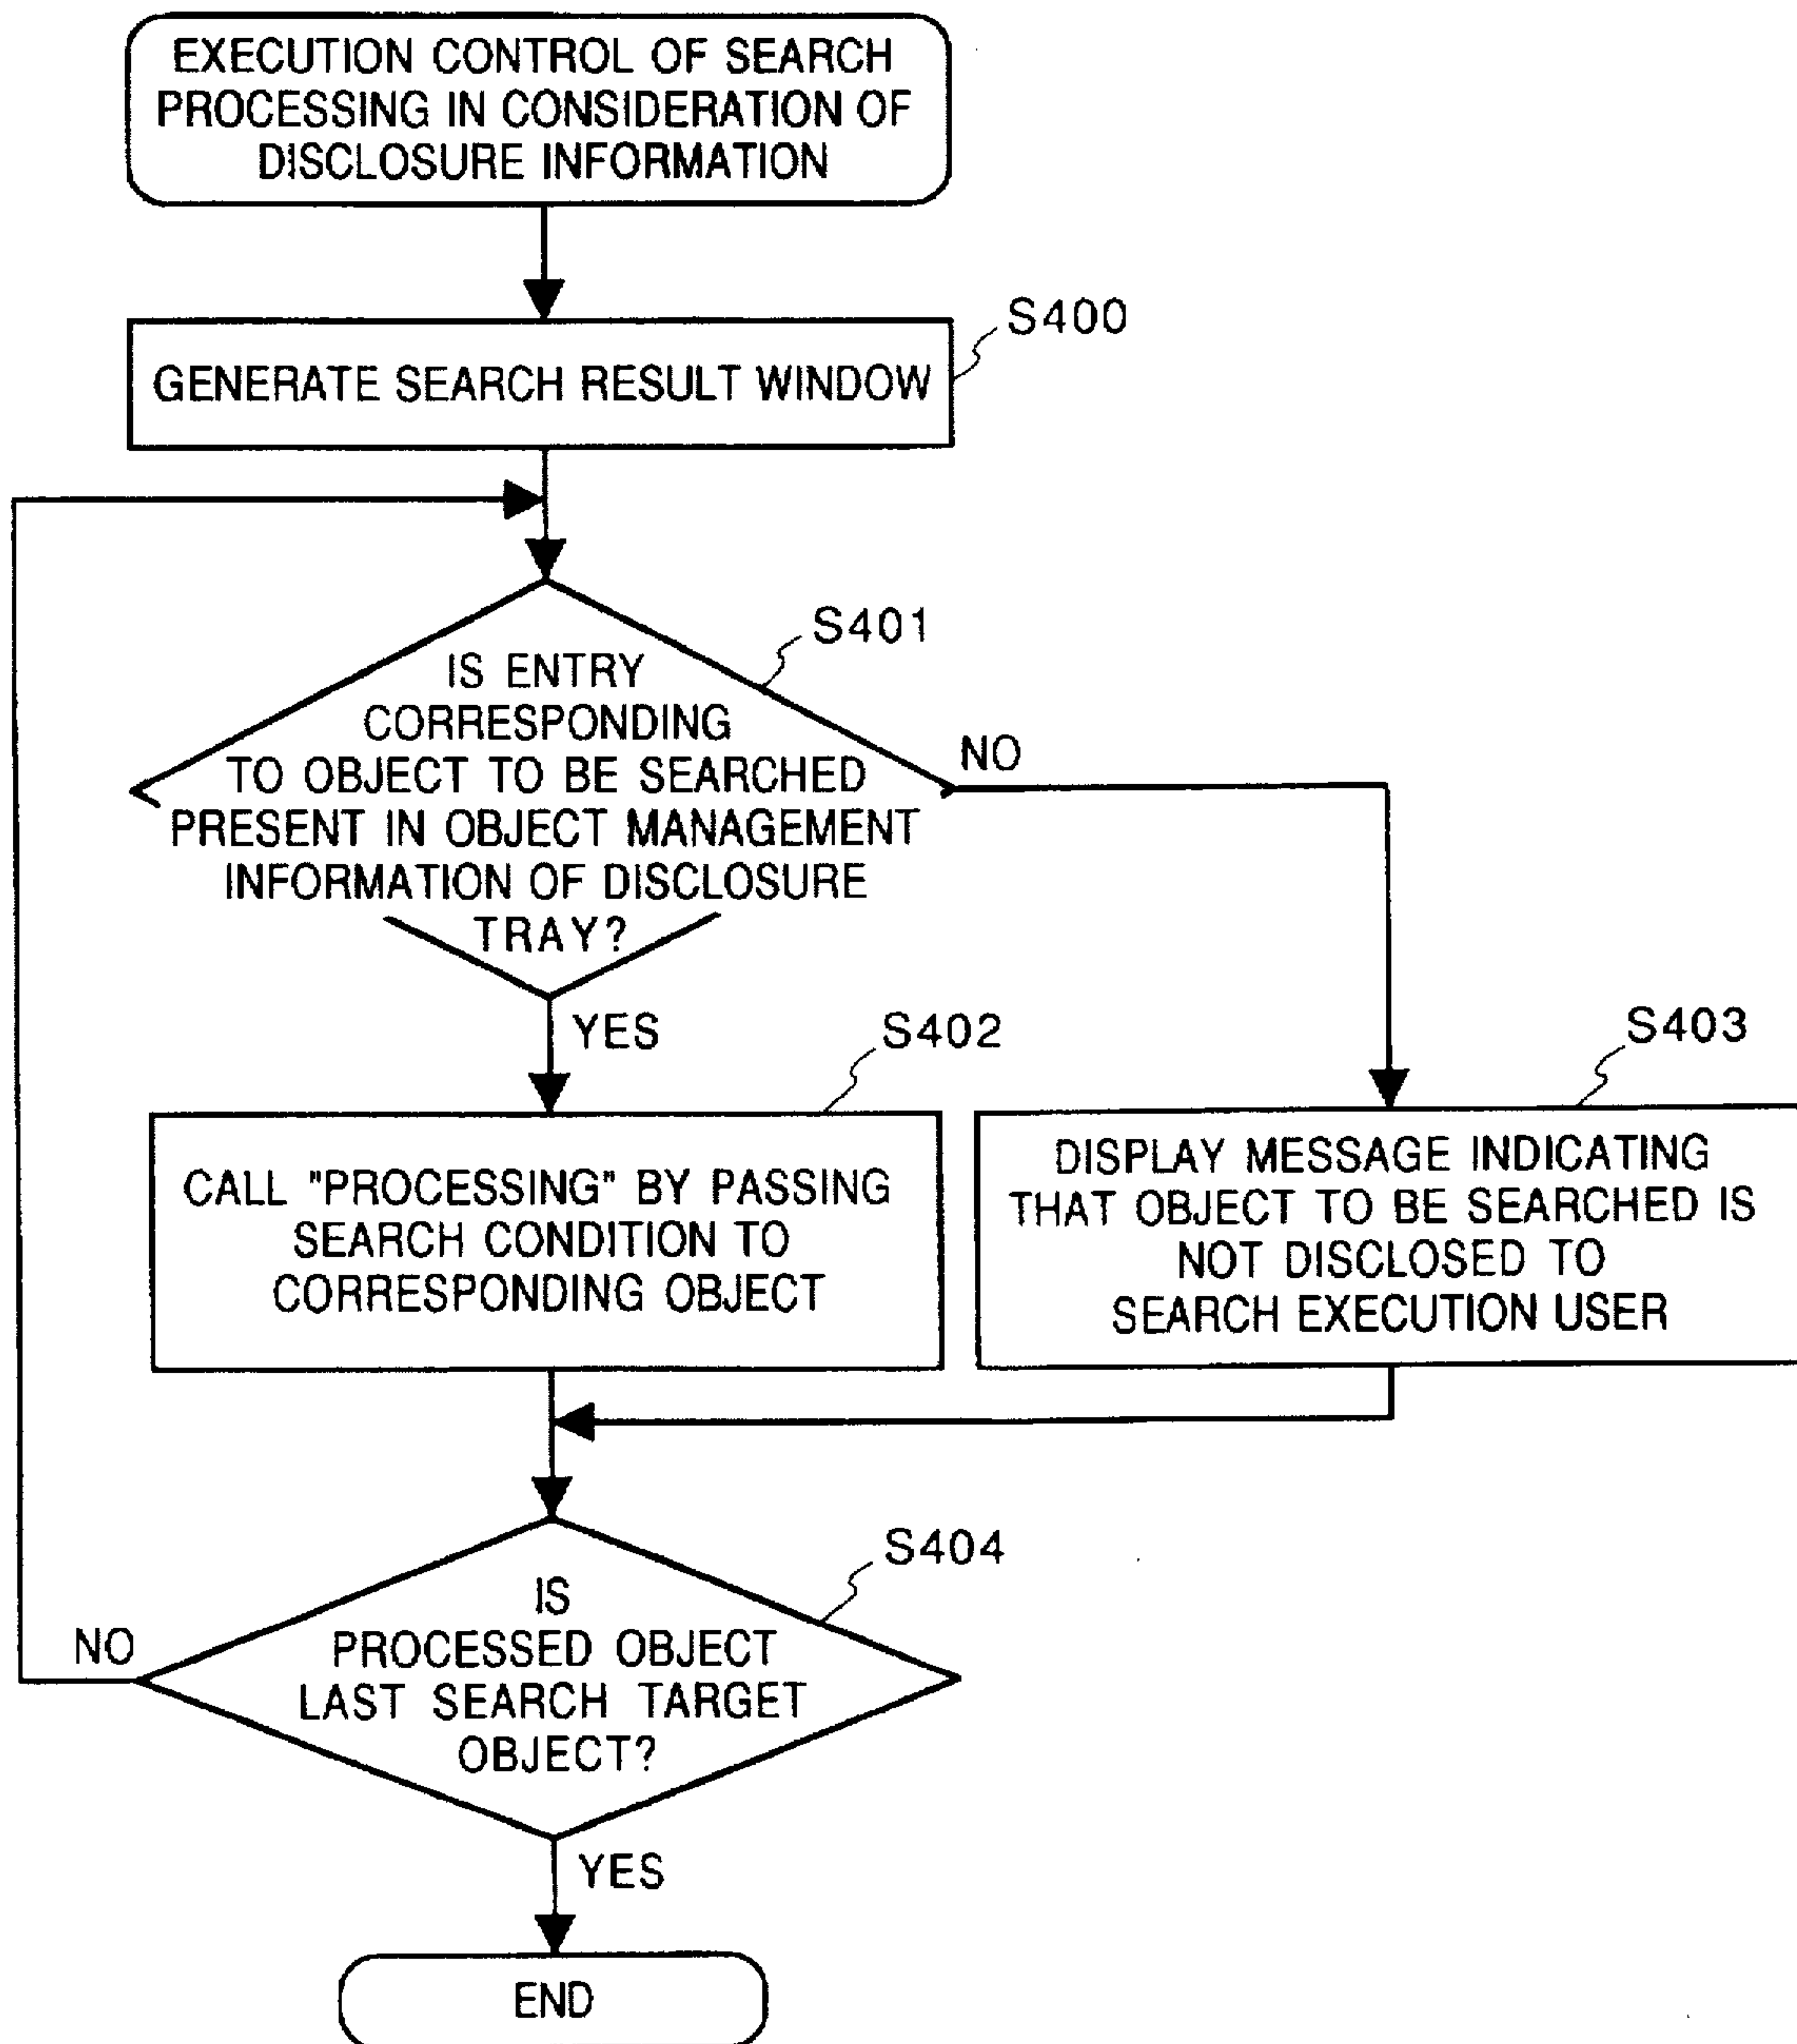 EXECUTION CONTROL OF SEARCH
PROCESSING IN CONSIDERATION OF
DISCLOSURE INFORMATION
S400
GENERATE SEARCH RESULT WINDOW
S401
IS ENTRY
CORRESPONDING
TO OBJECT TO BE SEARCHED
PRESENT IN OBJECT MANAGEMENT
INFORMATION OF DISCLOSURE
TRAY?
NO
YES
S402
CALL "PROCESSING" BY PASSING
SEARCH CONDITION TO
CORRESPONDING OBJECT
S403
DISPLAY MESSAGE INDICATING
THAT OBJECT TO BE SEARCHED IS
NOT DISCLOSED TO
SEARCH EXECUTION USER
S404
IS
PROCESSED OBJECT
LAST SEARCH TARGET
OBJECT?
NO
YES
END